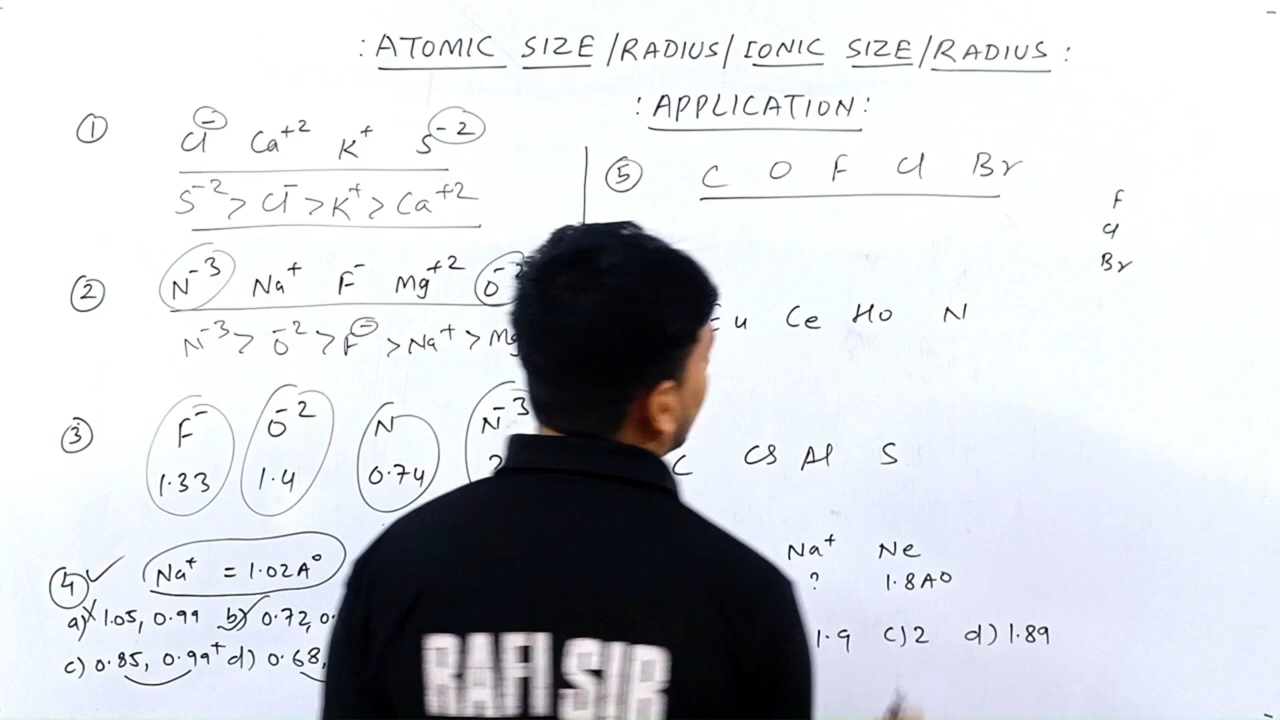 : ATOMIC SIZE/RADIUS/IONIC SIZE/RADIUS :
: APPLICATION :
① Cl⁻ Ca⁺² K⁺ S⁻²
S⁻² > Cl⁻ > K⁺ > Ca⁺²
② N⁻³ Na⁺ F⁻ Mg⁺² O⁻²
N⁻³ > O⁻² > F⁻ > Na⁺ > Mg
③ F⁻ O⁻² N N⁻³
1.33 1.4 0.74
④ ✓ Na⁺ = 1.02A°
a) 1.05, 0.99 b) 0.72, 0.
c) 0.85, 0.99⁺ d) 0.68,
⑤ C O F Cl Br
F
Cl
Br
Eu Ce Ho N
C CS Al S
Na⁺ Ne
? 1.8A°
1.9 c) 2 d) 1.89
RAFI SIR